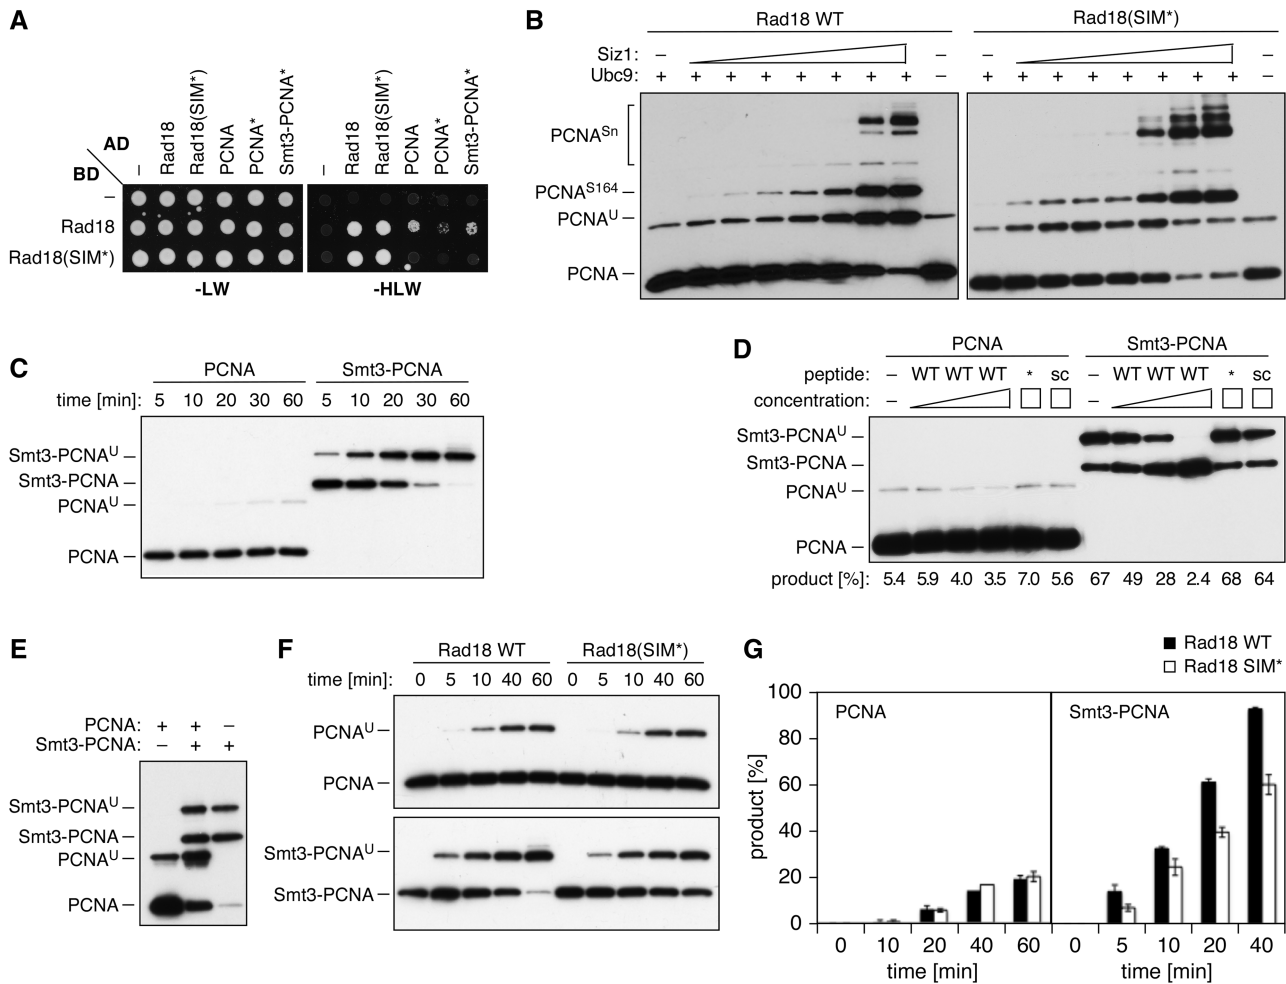 A
AD
BD
– Rad18 Rad18(SIM*) PCNA PCNA* Smt3-PCNA*
– Rad18 Rad18(SIM*) PCNA PCNA* Smt3-PCNA*
–
Rad18
Rad18(SIM*)
-LW -HLW
B
Rad18 WT Rad18(SIM*)
Siz1: – – – –
Ubc9: + + + + + + + + – + + + + + + + + –
PCNA^Sn
PCNA^S164 –
PCNA^U –
PCNA –
C
PCNA Smt3-PCNA
time [min]: 5 10 20 30 60 5 10 20 30 60
Smt3-PCNA^U –
Smt3-PCNA –
PCNA^U –
PCNA –
D
PCNA Smt3-PCNA
peptide: – WT WT WT * sc – WT WT WT * sc
concentration: – –
Smt3-PCNA^U –
Smt3-PCNA –
PCNA^U –
PCNA –
product [%]: 5.4 5.9 4.0 3.5 7.0 5.6 67 49 28 2.4 68 64
E
PCNA: + + –
Smt3-PCNA: – + +
Smt3-PCNA^U –
Smt3-PCNA –
PCNA^U –
PCNA –
F
Rad18 WT Rad18(SIM*)
time [min]: 0 5 10 40 60 0 5 10 40 60
PCNA^U –
PCNA –
Smt3-PCNA^U –
Smt3-PCNA –
G
Rad18 WT
Rad18 SIM*
PCNA Smt3-PCNA
product [%]
100
80
60
40
20
0
0 10 20 40 60 0 5 10 20 40
time [min] time [min]